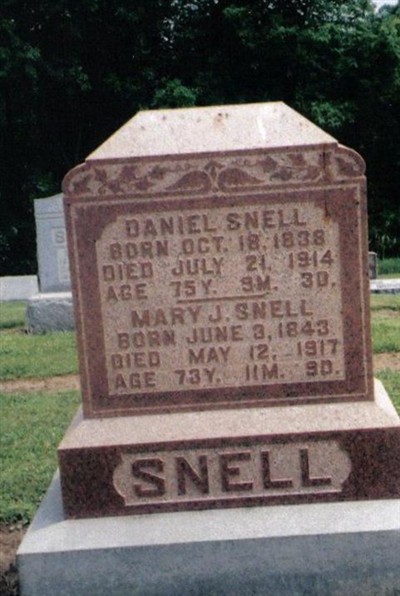 DANIEL SNELL
BORN OCT. 18, 1838
DIED JULY 21, 1914
AGE 75Y. 9M. 3D.
MARY J. SNELL
BORN JUNE 3, 1843
DIED MAY 12, 1917
AGE 73Y. 11M. 9D.
SNELL